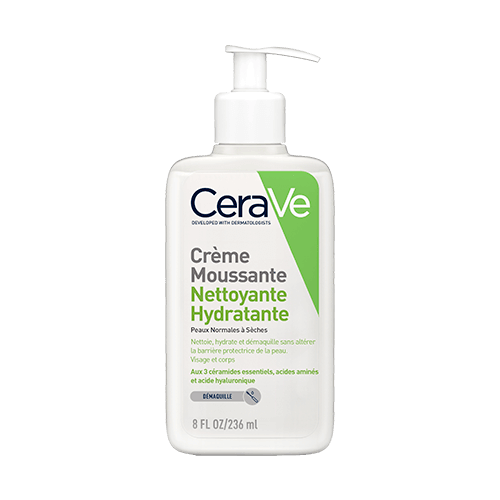 CeraVe
DEVELOPED WITH DERMATOLOGISTS
Crème
Moussante
Nettoyante
Hydratante
Peaux Normales à Sèches
Nettoie, hydrate et démaquille sans altérer
la barrière protectrice de la peau.
Visage et corps
Aux 3 céramides essentiels, acides aminés
et acide hyaluronique
DÉMAQUILLE
8 FL OZ/236 ml